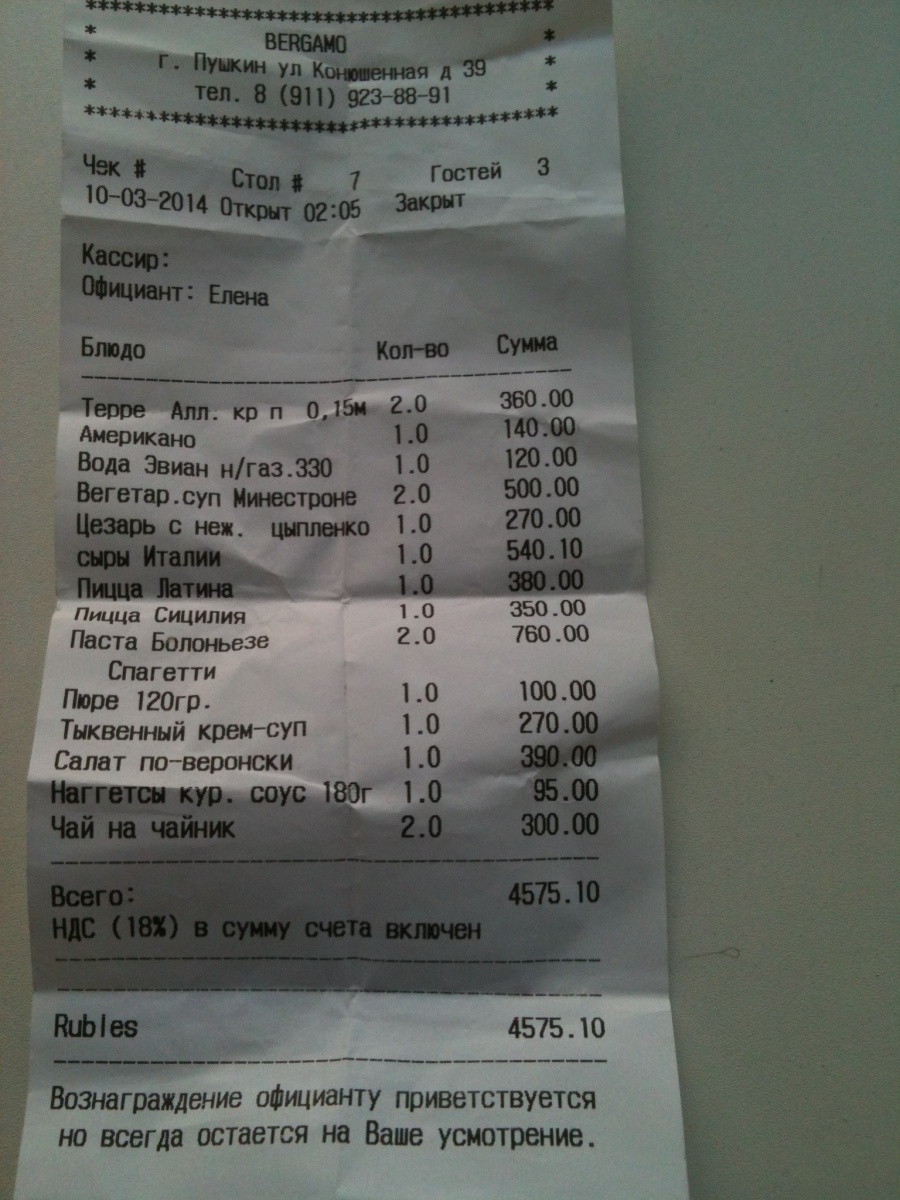 ****************************************
* BERGAMO *
* г. Пушкин ул Конюшенная д 39 *
* тел. 8 (911) 923-88-91 *
****************************************
Чек # Стол # 7 Гостей 3
10-03-2014 Открыт 02:05 Закрыт
Кассир:
Официант: Елена
Блюдо Кол-во Сумма
Терре Алл. кр п 0,15м 2.0 360.00
Американо 1.0 140.00
Вода Эвиан н/газ.330 1.0 120.00
Вегетар.суп Минестроне 2.0 500.00
Цезарь с неж. цыпленко 1.0 270.00
сыры Италии 1.0 540.10
Пицца Латина 1.0 380.00
Пицца Сицилия 1.0 350.00
Паста Болоньезе 2.0 760.00
Спагетти
Пюре 120гр. 1.0 100.00
Тыквенный крем-суп 1.0 270.00
Салат по-веронски 1.0 390.00
Наггетсы кур. соус 180г 1.0 95.00
Чай на чайник 2.0 300.00
Всего: 4575.10
НДС (18%) в сумму счета включен
Rubles 4575.10
Вознаграждение официанту приветствуется
но всегда остается на Ваше усмотрение.